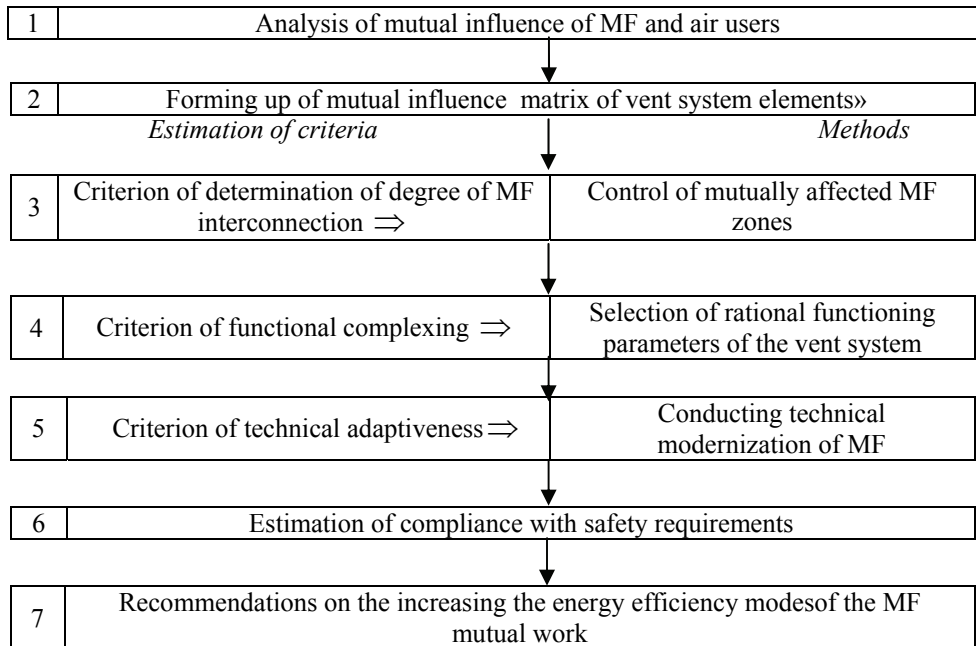 1 Analysis of mutual influence of MF and air users
2 Forming up of mutual influence matrix of vent system elements»
Estimation of criteria Methods
3 Criterion of determination of degree of MF
interconnection ⇒
Control of mutually affected MF
zones
4 Criterion of functional complexing ⇒
Selection of rational functioning
parameters of the vent system
5 Criterion of technical adaptiveness ⇒
Conducting technical
modernization of MF
6 Estimation of compliance with safety requirements
7 Recommendations on the increasing the energy efficiency modesof the MF
mutual work